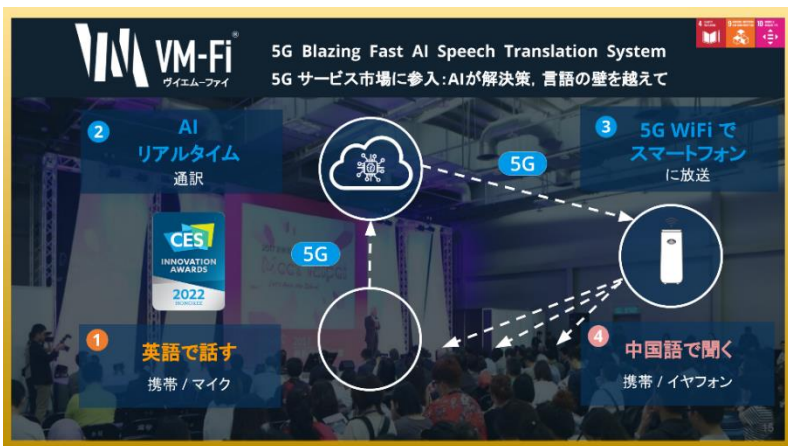 VM-Fi®
ヴイエムーファイ
5G Blazing Fast AI Speech Translation System
5G サービス市場に参入:AIが解決策, 言語の壁を越えて
4
9
10
2
AI
リアルタイム
通訳
3
5G WiFi で
スマートフォン
に放送
5G
5G
CES
INNOVATION
AWARDS
2022
HONOREE
1
英語で話す
携帯 / マイク
4
中国語で聞く
携帯 / イヤフォン
15